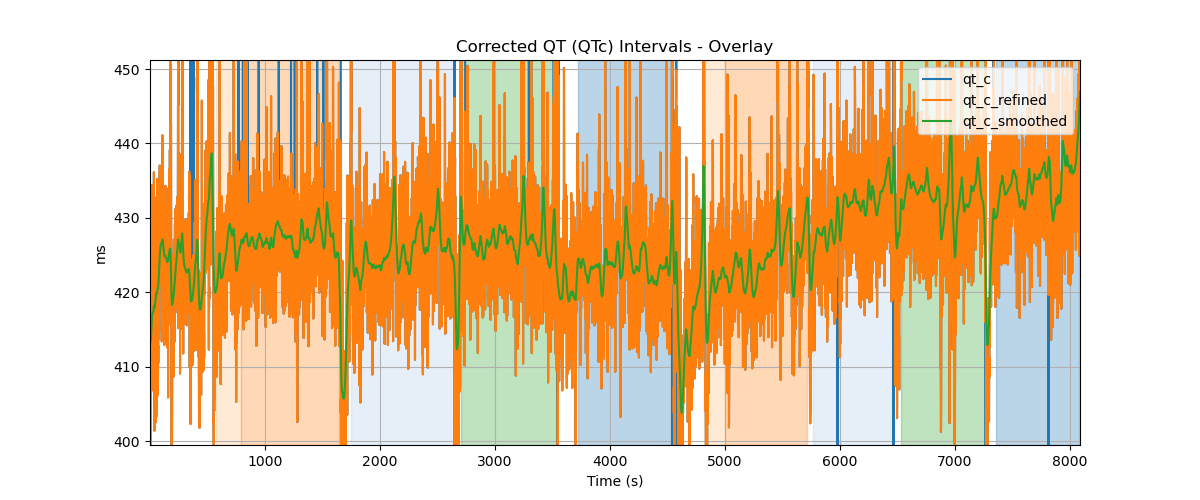 Corrected QT (QTc) Intervals - Overlay
450
440
430
420
410
400
ms
qt_c
qt_c_refined
qt_c_smoothed
1000
2000
3000
4000
5000
6000
7000
8000
Time (s)